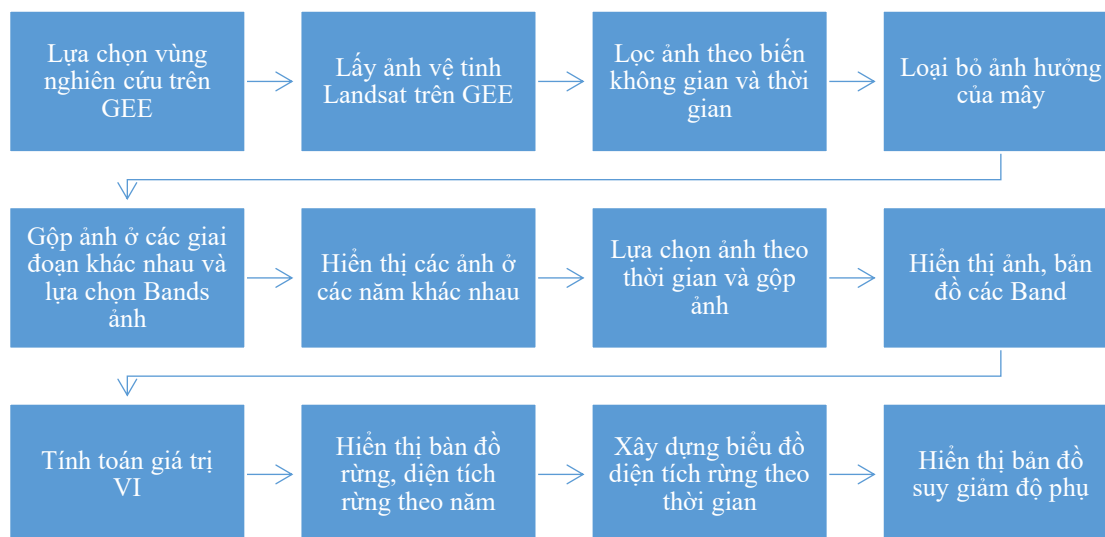 Lựa chọn vùng
nghiên cứu trên
GEE
Lấy ảnh vệ tinh
Landsat trên GEE
Lọc ảnh theo biến
không gian và thời
gian
Loại bỏ ảnh hưởng
của mây
Gộp ảnh ở các giai
đoạn khác nhau và
lựa chọn Bands
ảnh
Hiển thị các ảnh ở
các năm khác nhau
Lựa chọn ảnh theo
thời gian và gộp
ảnh
Hiển thị ảnh, bản
đồ các Band
Tính toán giá trị
VI
Hiển thị bàn đồ
rừng, diện tích
rừng theo năm
Xây dựng biểu đồ
diện tích rừng theo
thời gian
Hiển thị bản đồ
suy giảm độ phụ